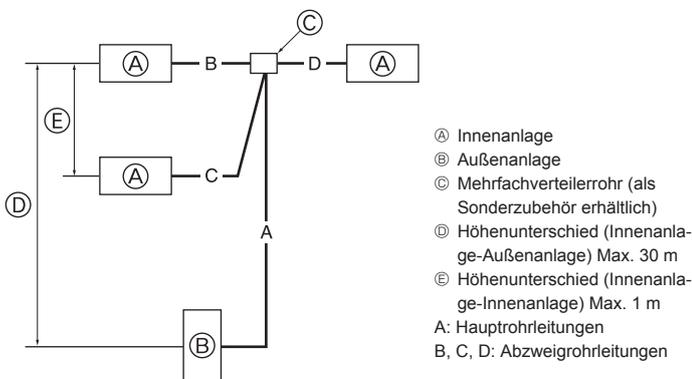 Ⓒ
Ⓐ B D Ⓐ
Ⓔ
Ⓐ C
Ⓓ
A
Ⓑ
Ⓐ Innenanlage
Ⓑ Außenanlage
Ⓒ Mehrfachverteilerrohr (als
Sonderzubehör erhältlich)
Ⓓ Höhenunterschied (Innenanla-
ge-Außenanlage) Max. 30 m
Ⓔ Höhenunterschied (Innenanla-
ge-Innenanlage) Max. 1 m
A: Hauptrohrleitungen
B, C, D: Abzweigrohrleitungen